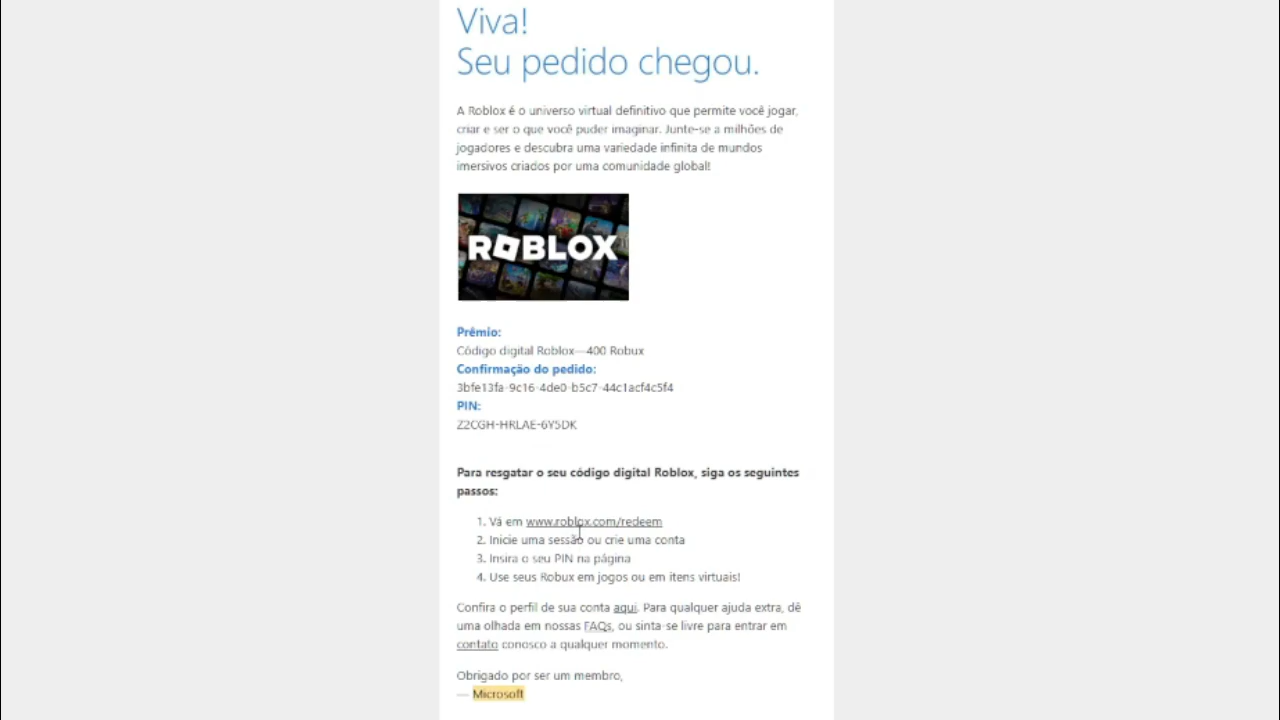 Viva!
Seu pedido chegou.
A Roblox é o universo virtual definitivo que permite você jogar,
criar e ser o que você puder imaginar. Junte-se a milhões de
jogadores e descubra uma variedade infinita de mundos
imersivos criados por uma comunidade global!
ROBLOX
Prêmio:
Código digital Roblox—400 Robux
Confirmação do pedido:
3bfe13fa-9c16-4de0-b5c7-44c1acf4c5f4
PIN:
Z2CGH-HRLAE-6Y5DK
Para resgatar o seu código digital Roblox, siga os seguintes
passos:
1. Vá em www.roblox.com/redeem
2. Inicie uma sessão ou crie uma conta
3. Insira o seu PIN na página
4. Use seus Robux em jogos ou em itens virtuais!
Confira o perfil de sua conta aqui. Para qualquer ajuda extra, dê
uma olhada em nossas FAQs, ou sinta-se livre para entrar em
contato conosco a qualquer momento.
Obrigado por ser um membro,
— Microsoft